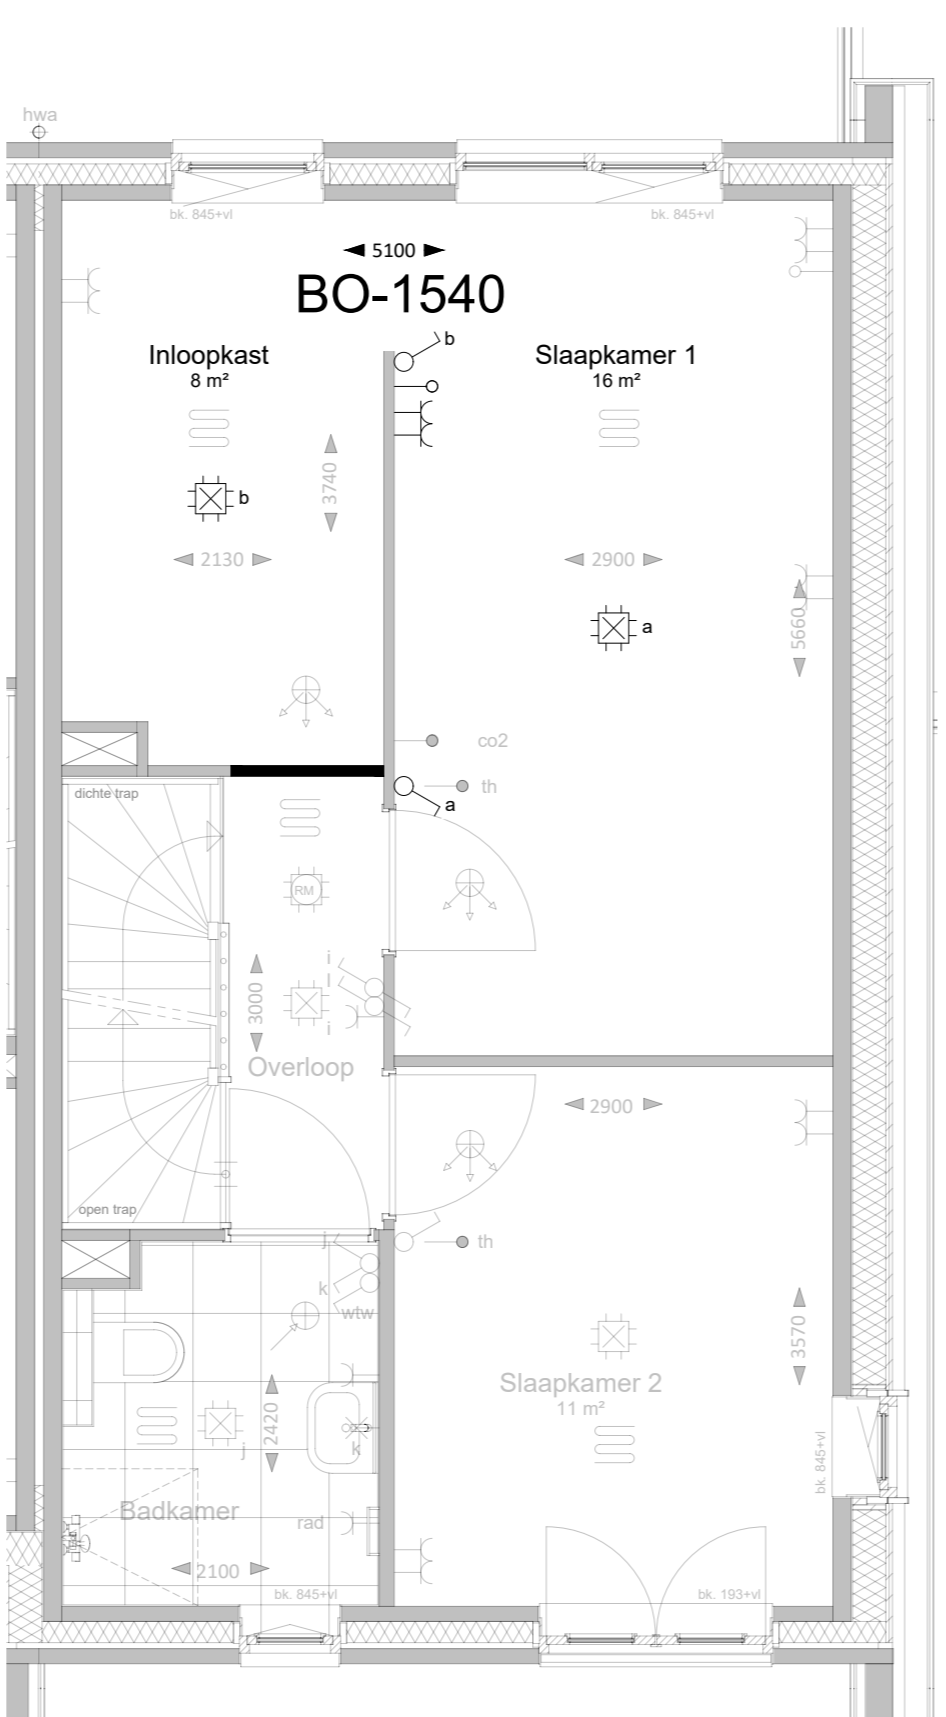 hwa
bk. 845+vl
bk. 845+vl
5100
BO-1540
b
Inloopkast
8 m²
Slaapkamer 1
16 m²
3740
b
2130
2900
5660
a
co2
th
a
dichte trap
RM
i
i
3000
i
Overloop
2900
open trap
j
th
k
wtw
3570
Slaapkamer 2
11 m²
2420
j
k
bk. 845+vl
Badkamer
rad
2100
bk. 845+vl
bk. 193+vl